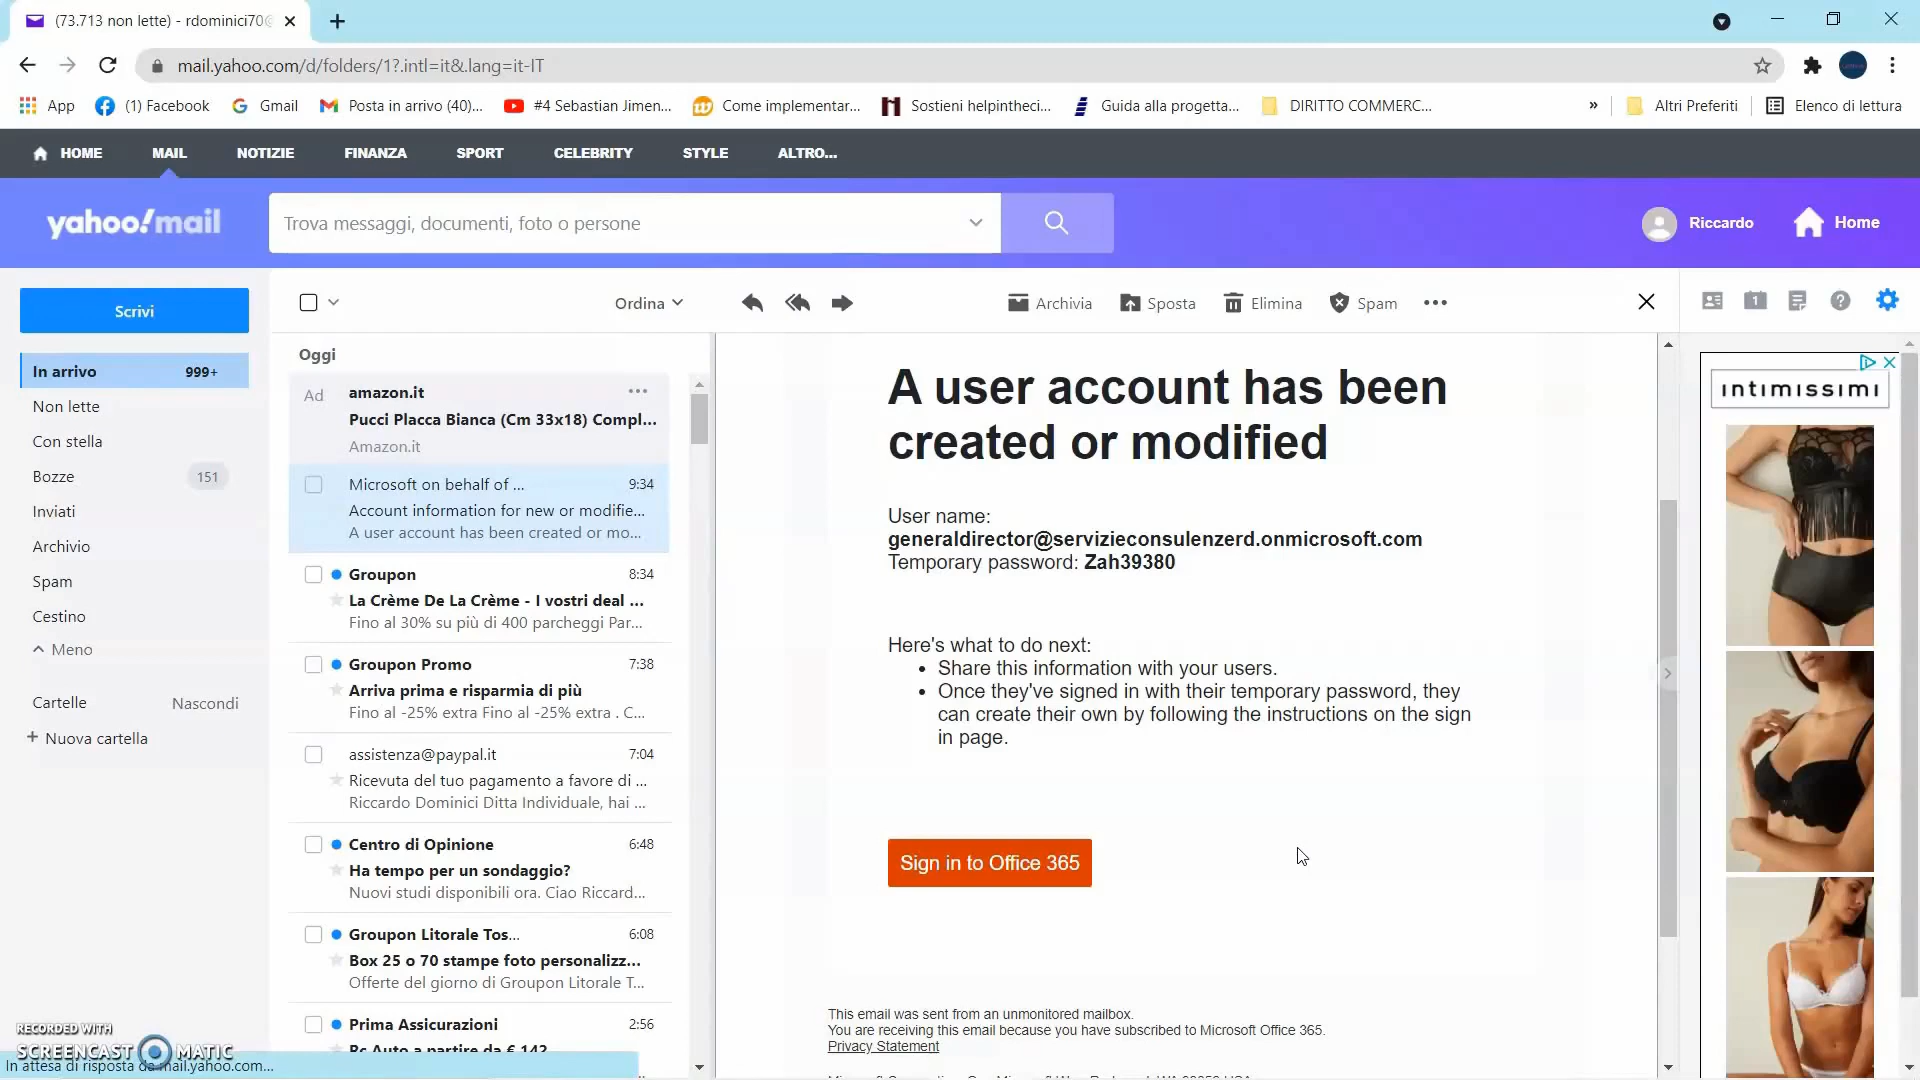 (73.713 non lette) - rdominici70@
mail.yahoo.com/d/folders/1?.intl=it&.lang=it-IT
App
(1) Facebook
Gmail
Posta in arrivo (40)...
#4 Sebastian Jimen...
Come implementar...
Sostieni helpintheci...
Guida alla progetta...
DIRITTO COMMERC...
»
Altri Preferiti
Elenco di lettura
HOME
MAIL
NOTIZIE
FINANZA
SPORT
CELEBRITY
STYLE
ALTRO...
yahoo!mail
Trova messaggi, documenti, foto o persone
Riccardo
Home
Scrivi
In arrivo 999+
Non lette
Con stella
Bozze 151
Inviati
Archivio
Spam
Cestino
Meno
Cartelle Nascondi
+ Nuova cartella
Ordina
Archivia
Sposta
Elimina
Spam
Oggi
Ad amazon.it
Pucci Placca Bianca (Cm 33x18) Compl...
Amazon.it
Microsoft on behalf of ... 9:34
Account information for new or modifie...
A user account has been created or mo...
Groupon 8:34
La Crème De La Crème - I vostri deal ...
Fino al 30% su più di 400 parcheggi Par...
Groupon Promo 7:38
Arriva prima e risparmia di più
Fino al -25% extra Fino al -25% extra . C...
assistenza@paypal.it 7:04
Ricevuta del tuo pagamento a favore di ...
Riccardo Dominici Ditta Individuale, hai ...
Centro di Opinione 6:48
Ha tempo per un sondaggio?
Nuovi studi disponibili ora. Ciao Riccard...
Groupon Litorale Tos... 6:08
Box 25 o 70 stampe foto personalizz...
Offerte del giorno di Groupon Litorale T...
Prima Assicurazioni 2:56
Rc Auto a partire da € 142
A user account has been
created or modified
User name:
generaldirector@servizieconsulenzerd.onmicrosoft.com
Temporary password: Zah39380
Here's what to do next:
• Share this information with your users.
• Once they've signed in with their temporary password, they
can create their own by following the instructions on the sign
in page.
Sign in to Office 365
This email was sent from an unmonitored mailbox.
You are receiving this email because you have subscribed to Microsoft Office 365.
Privacy Statement
1
intimissimi
RECORDED WITH
SCREENCAST MATIC
In attesa di risposta da mail.yahoo.com...